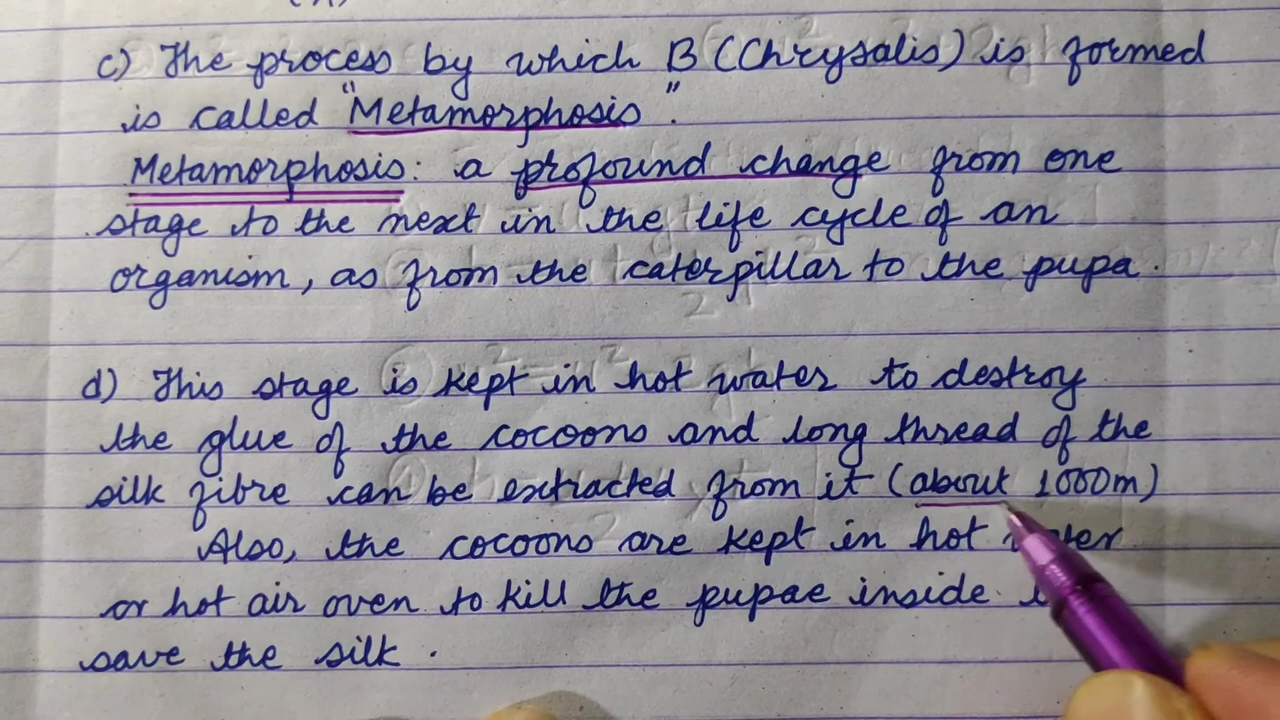 c) The process by which B (Chrysalis) is formed
is called "Metamorphosis".
Metamorphosis: a profound change from one
stage to the next in the life cycle of an
organism, as from the caterpillar to the pupa.
d) This stage is kept in hot water to destroy
the glue of the cocoons and long thread of the
silk fibre can be extracted from it (about 1000m)
Also, the cocoons are kept in hot water
or hot air oven to kill the pupae inside.
save the silk.